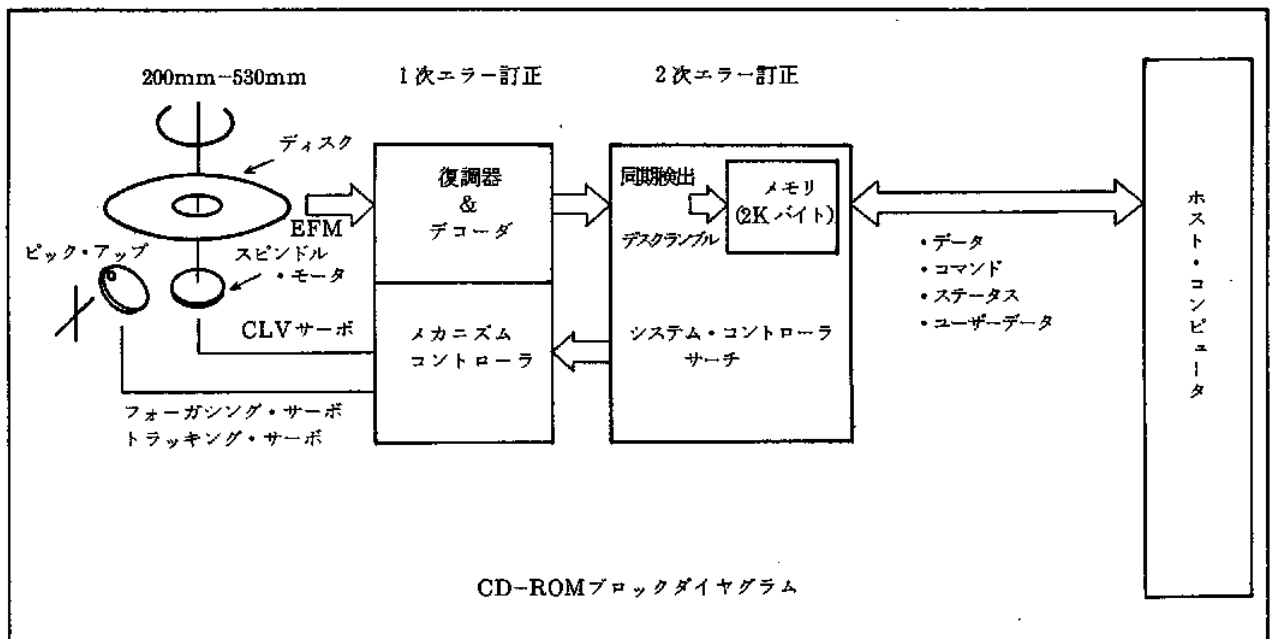 200mm-530mm
1次エラー訂正
2次エラー訂正
ディスク
EFM
復調器
&
デコーダ
同期検出
デスクランブル
メモリ
(2Kバイト)
・データ
・コマンド
・ステータス
・ユーザーデータ
ホスト・コンピュータ
ピック・アップ
スピンドル
・モータ
CLVサーボ
メカニズム
コントローラ
システム・コントローラ
サーチ
フォーガシング・サーボ
トラッキング・サーボ
CD-ROMブロックダイヤグラム